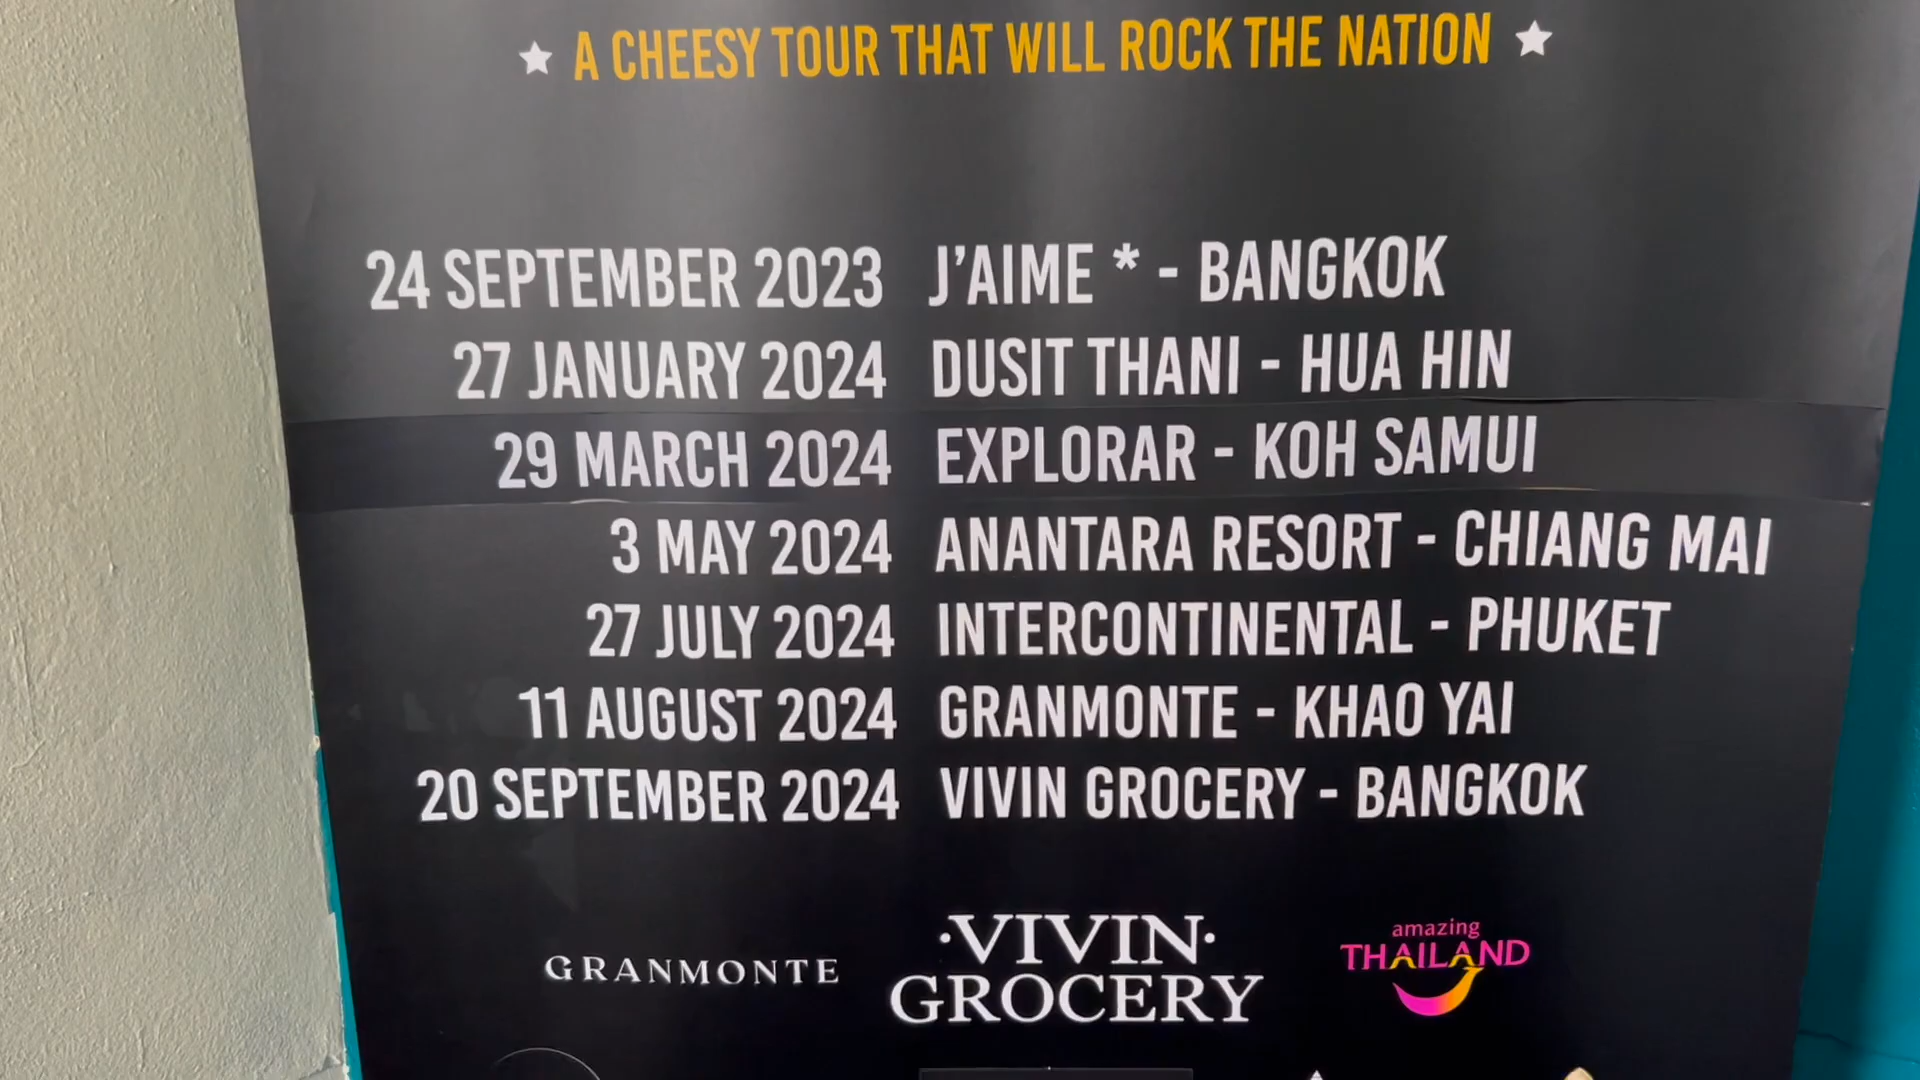 ★ A CHEESY TOUR THAT WILL ROCK THE NATION ★
24 SEPTEMBER 2023 J’AIME * - BANGKOK
27 JANUARY 2024 DUSIT THANI - HUA HIN
29 MARCH 2024 EXPLORAR - KOH SAMUI
3 MAY 2024 ANANTARA RESORT - CHIANG MAI
27 JULY 2024 INTERCONTINENTAL - PHUKET
11 AUGUST 2024 GRANMONTE - KHAO YAI
20 SEPTEMBER 2024 VIVIN GROCERY - BANGKOK
GRANMONTE
·VIVIN·
GROCERY
amazing
THAILAND